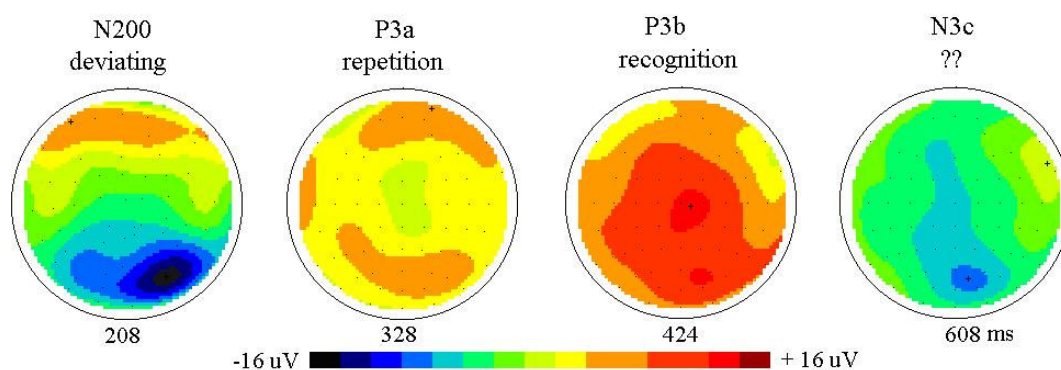 N200 P3a P3b N3c
deviating repetition recognition ??
208 328 424 608 ms
-16 uV + 16 uV